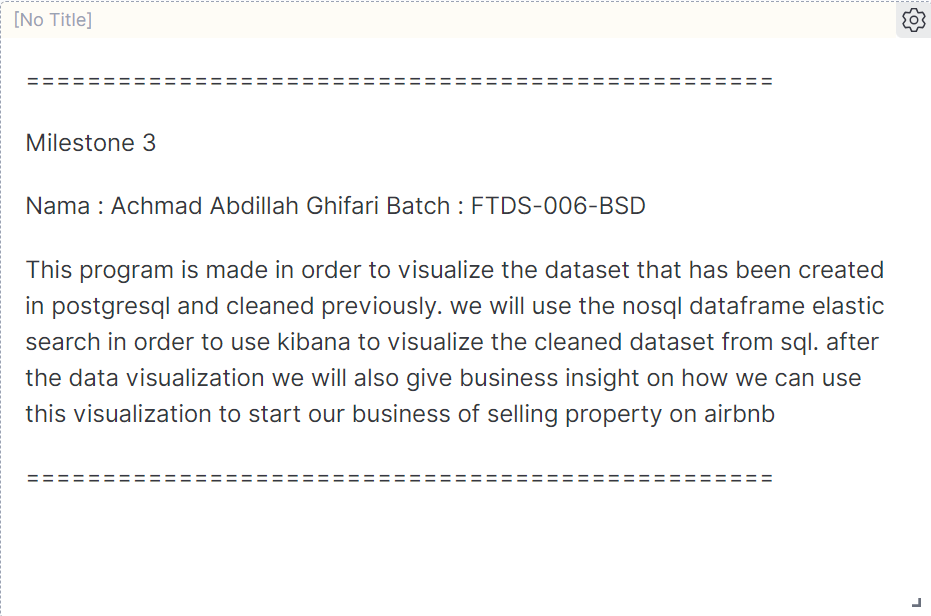 [No Title]
=================================================
Milestone 3
Nama : Achmad Abdillah Ghifari Batch : FTDS-006-BSD
This program is made in order to visualize the dataset that has been created
in postgresql and cleaned previously. we will use the nosql dataframe elastic
search in order to use kibana to visualize the cleaned dataset from sql. after
the data visualization we will also give business insight on how we can use
this visualization to start our business of selling property on airbnb
=================================================